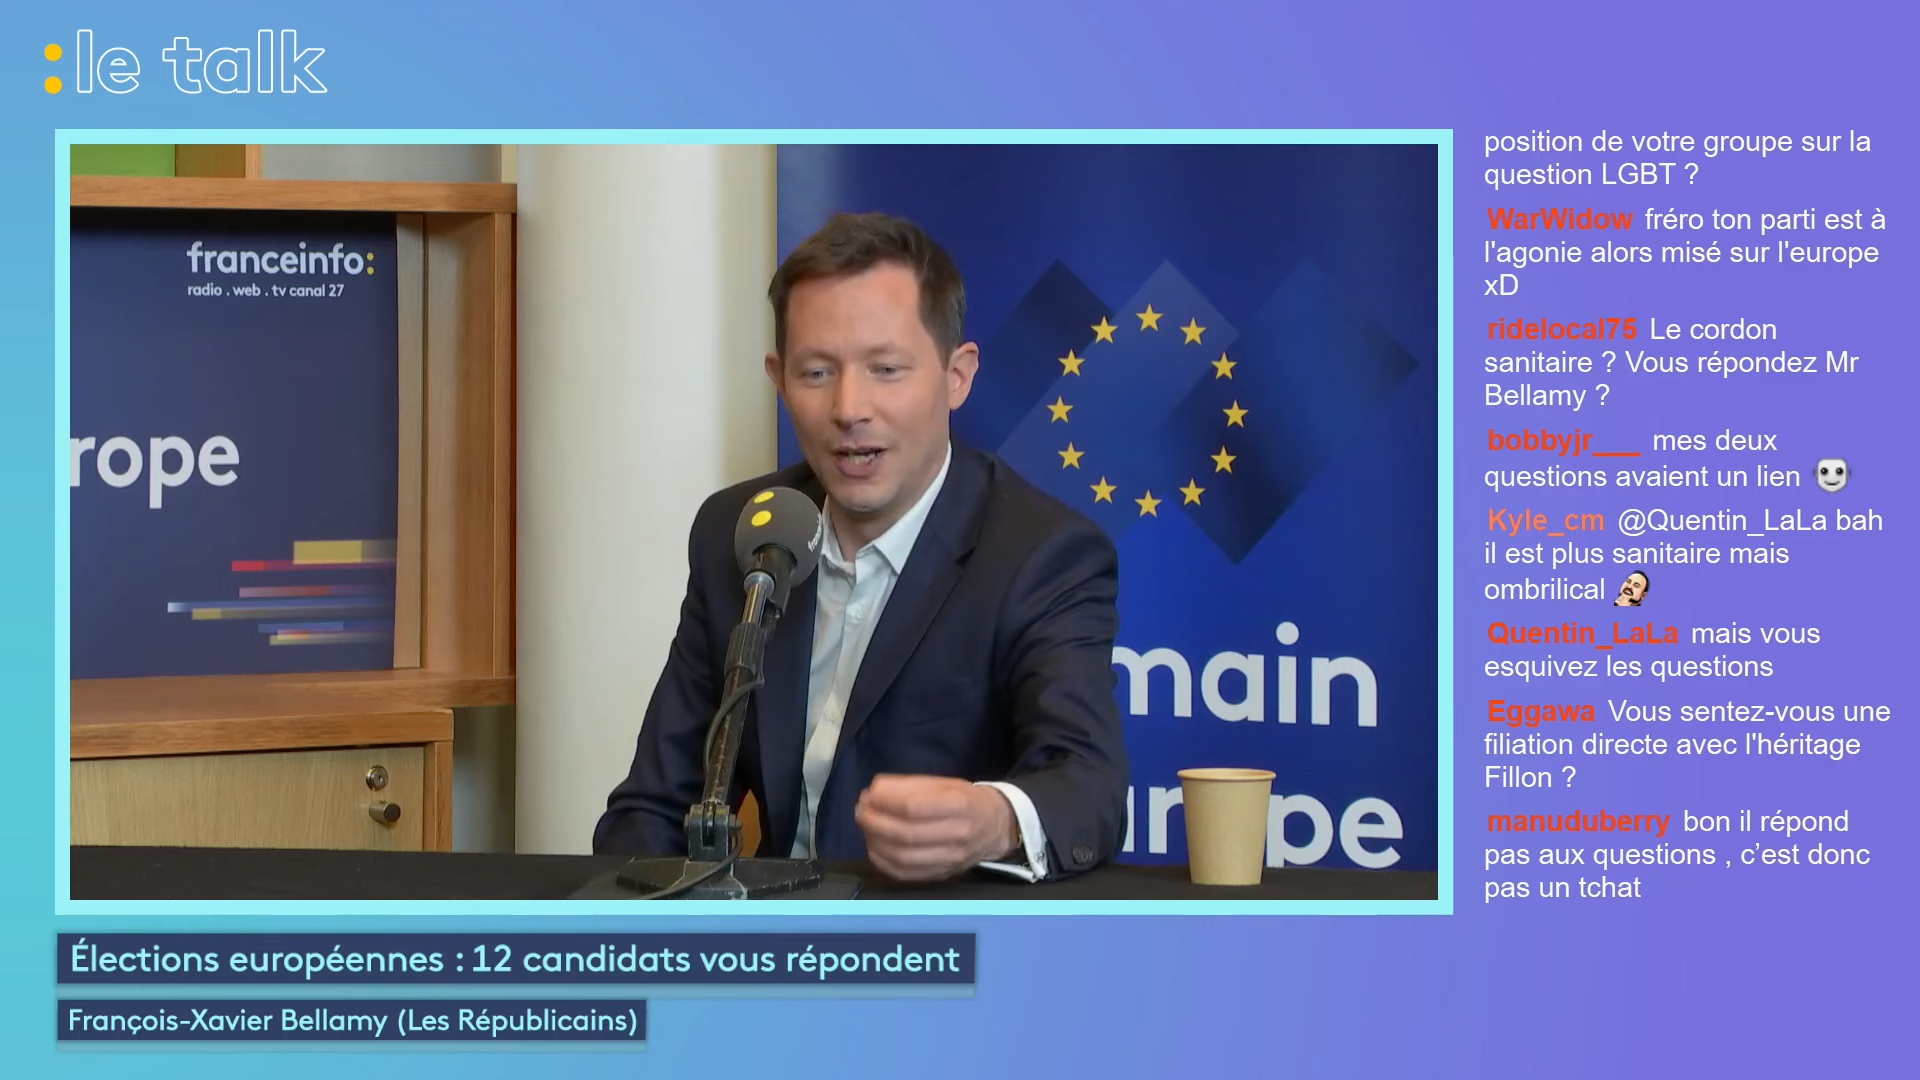 :le talk
franceinfo:
radio . web . tv canal 27
rope
main
pe
position de votre groupe sur la
question LGBT ?
WarWidow fréro ton parti est à
l'agonie alors misé sur l'europe
xD
ridelocal75 Le cordon
sanitaire ? Vous répondez Mr
Bellamy ?
bobbyjr___ mes deux
questions avaient un lien
Kyle_cm @Quentin_LaLa bah
il est plus sanitaire mais
ombrilical
Quentin_LaLa mais vous
esquivez les questions
Eggawa Vous sentez-vous une
filiation directe avec l'héritage
Fillon ?
manuduberry bon il répond
pas aux questions , c’est donc
pas un tchat
Élections européennes : 12 candidats vous répondent
François-Xavier Bellamy (Les Républicains)